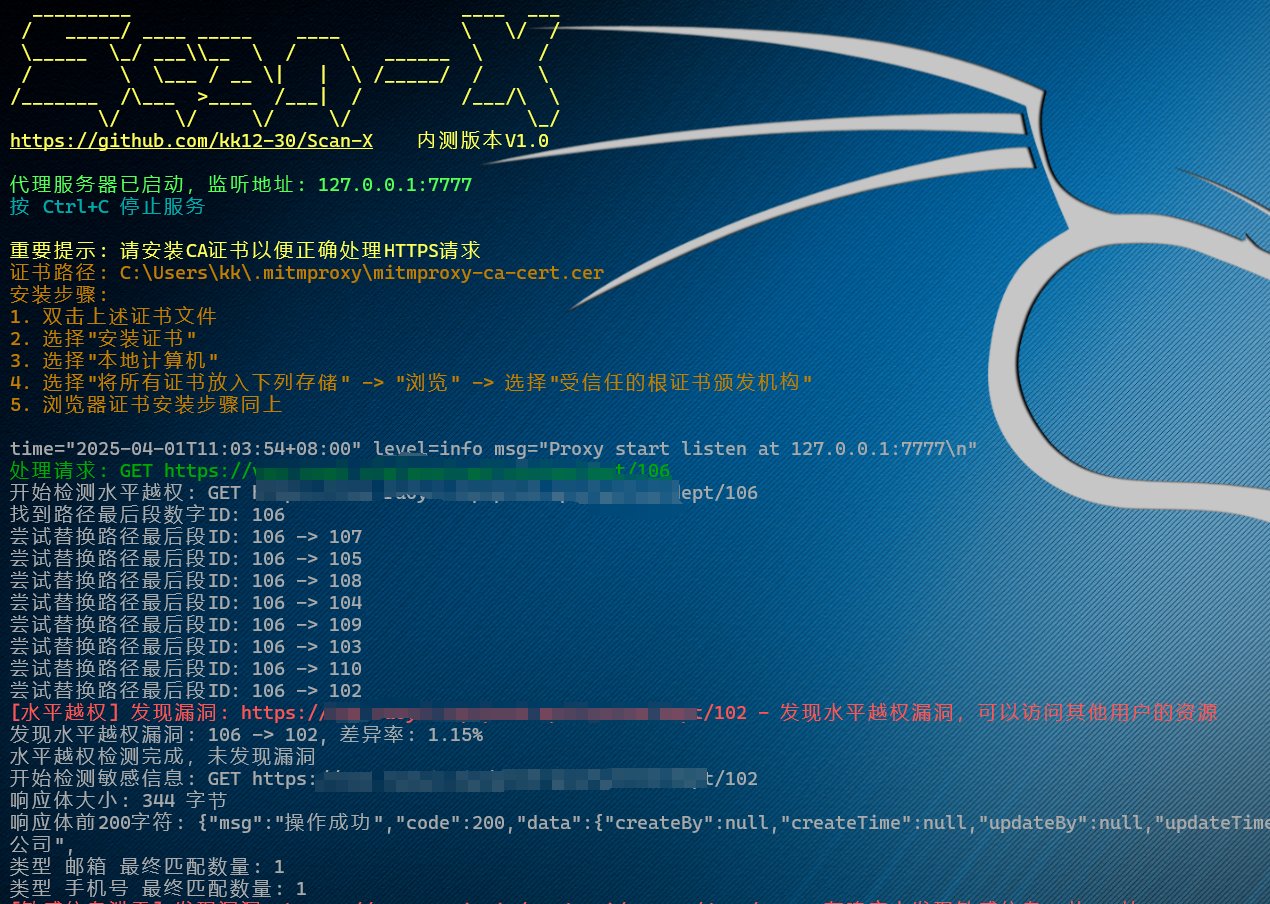 Scan-X
https://github.com/kk12-30/Scan-X 内测版本V1.0
代理服务器已启动，监听地址: 127.0.0.1:7777
按 Ctrl+C 停止服务
重要提示: 请安装CA证书以便正确处理HTTPS请求
证书路径: C:\Users\kk\.mitmproxy\mitmproxy-ca-cert.cer
安装步骤:
1. 双击上述证书文件
2. 选择"安装证书"
3. 选择"本地计算机"
4. 选择"将所有证书放入下列存储" -> "浏览" -> 选择"受信任的根证书颁发机构"
5. 浏览器证书安装步骤同上
time="2025-04-01T11:03:54+08:00" level=info msg="Proxy start listen at 127.0.0.1:7777\n"
处理请求: GET https:// t/106
开始检测水平越权: GET ept/106
找到路径最后段数字ID: 106
尝试替换路径最后段ID: 106 -> 107
尝试替换路径最后段ID: 106 -> 105
尝试替换路径最后段ID: 106 -> 108
尝试替换路径最后段ID: 106 -> 104
尝试替换路径最后段ID: 106 -> 109
尝试替换路径最后段ID: 106 -> 103
尝试替换路径最后段ID: 106 -> 110
尝试替换路径最后段ID: 106 -> 102
[水平越权] 发现漏洞: https:// t/102 - 发现水平越权漏洞，可以访问其他用户的资源
发现水平越权漏洞: 106 -> 102, 差异率: 1.15%
水平越权检测完成，未发现漏洞
开始检测敏感信息: GET https: t/102
响应体大小: 344 字节
响应体前200字符: {"msg":"操作成功","code":200,"data":{"createBy":null,"createTime":null,"updateBy":null,"updateTime
公司",
类型 邮箱 最终匹配数量: 1
类型 手机号 最终匹配数量: 1